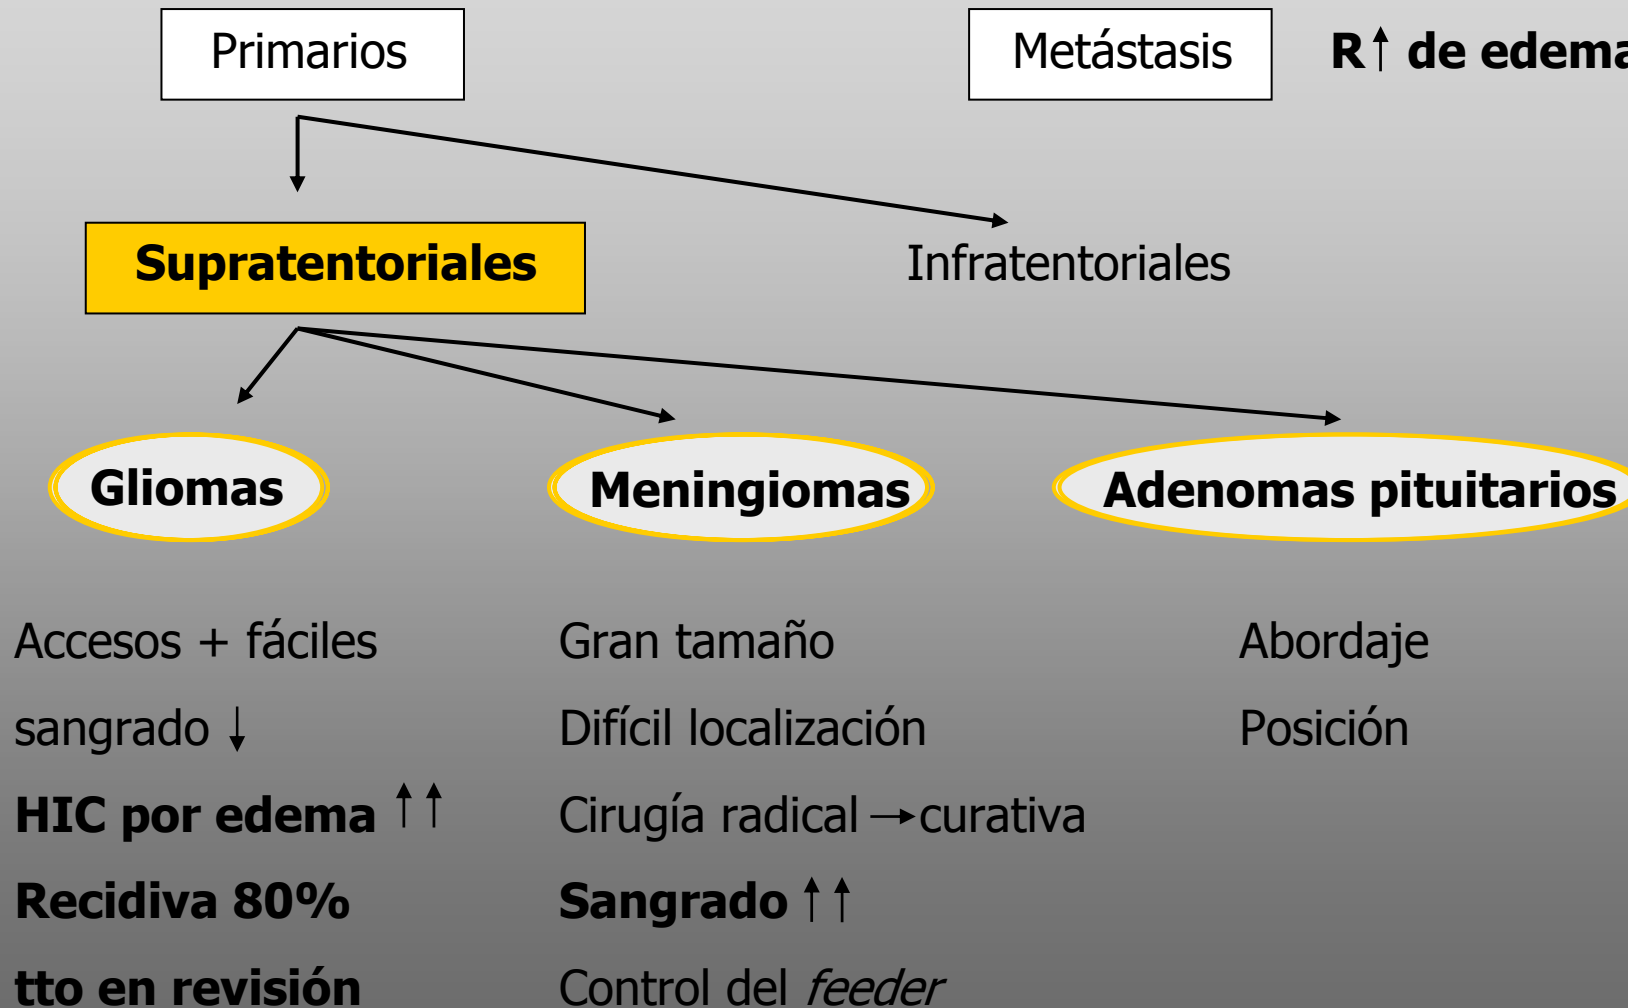 Primarios
Metástasis
R↑ de edema
Supratentoriales
Infratentoriales
Gliomas
Meningiomas
Adenomas pituitarios
Accesos + fáciles
sangrado ↓
HIC por edema ↑↑
Recidiva 80%
tto en revisión
Gran tamaño
Difícil localización
Cirugía radical →curativa
Sangrado ↑↑
Control del feeder
Abordaje
Posición